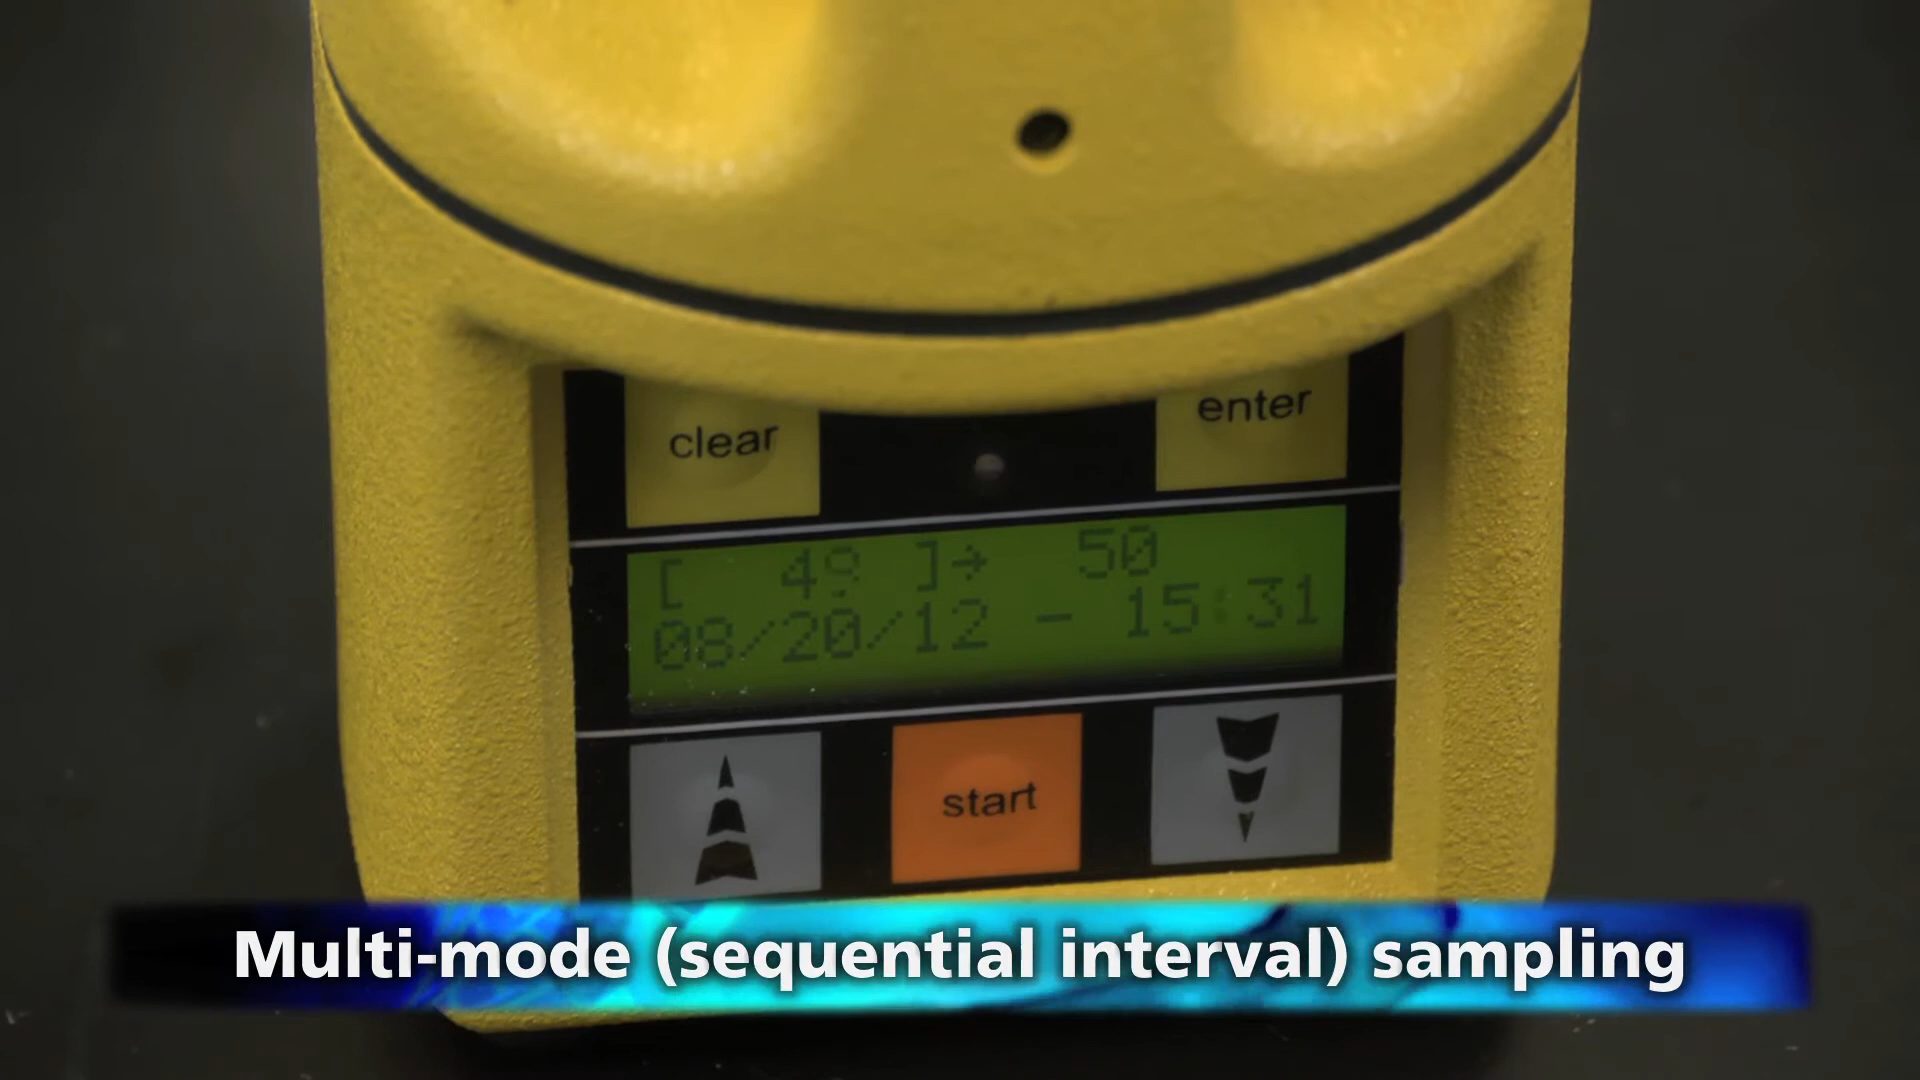 clear
enter
[ 49 ]→ 50
08/20/12 - 15:31
start
Multi-mode (sequential interval) sampling